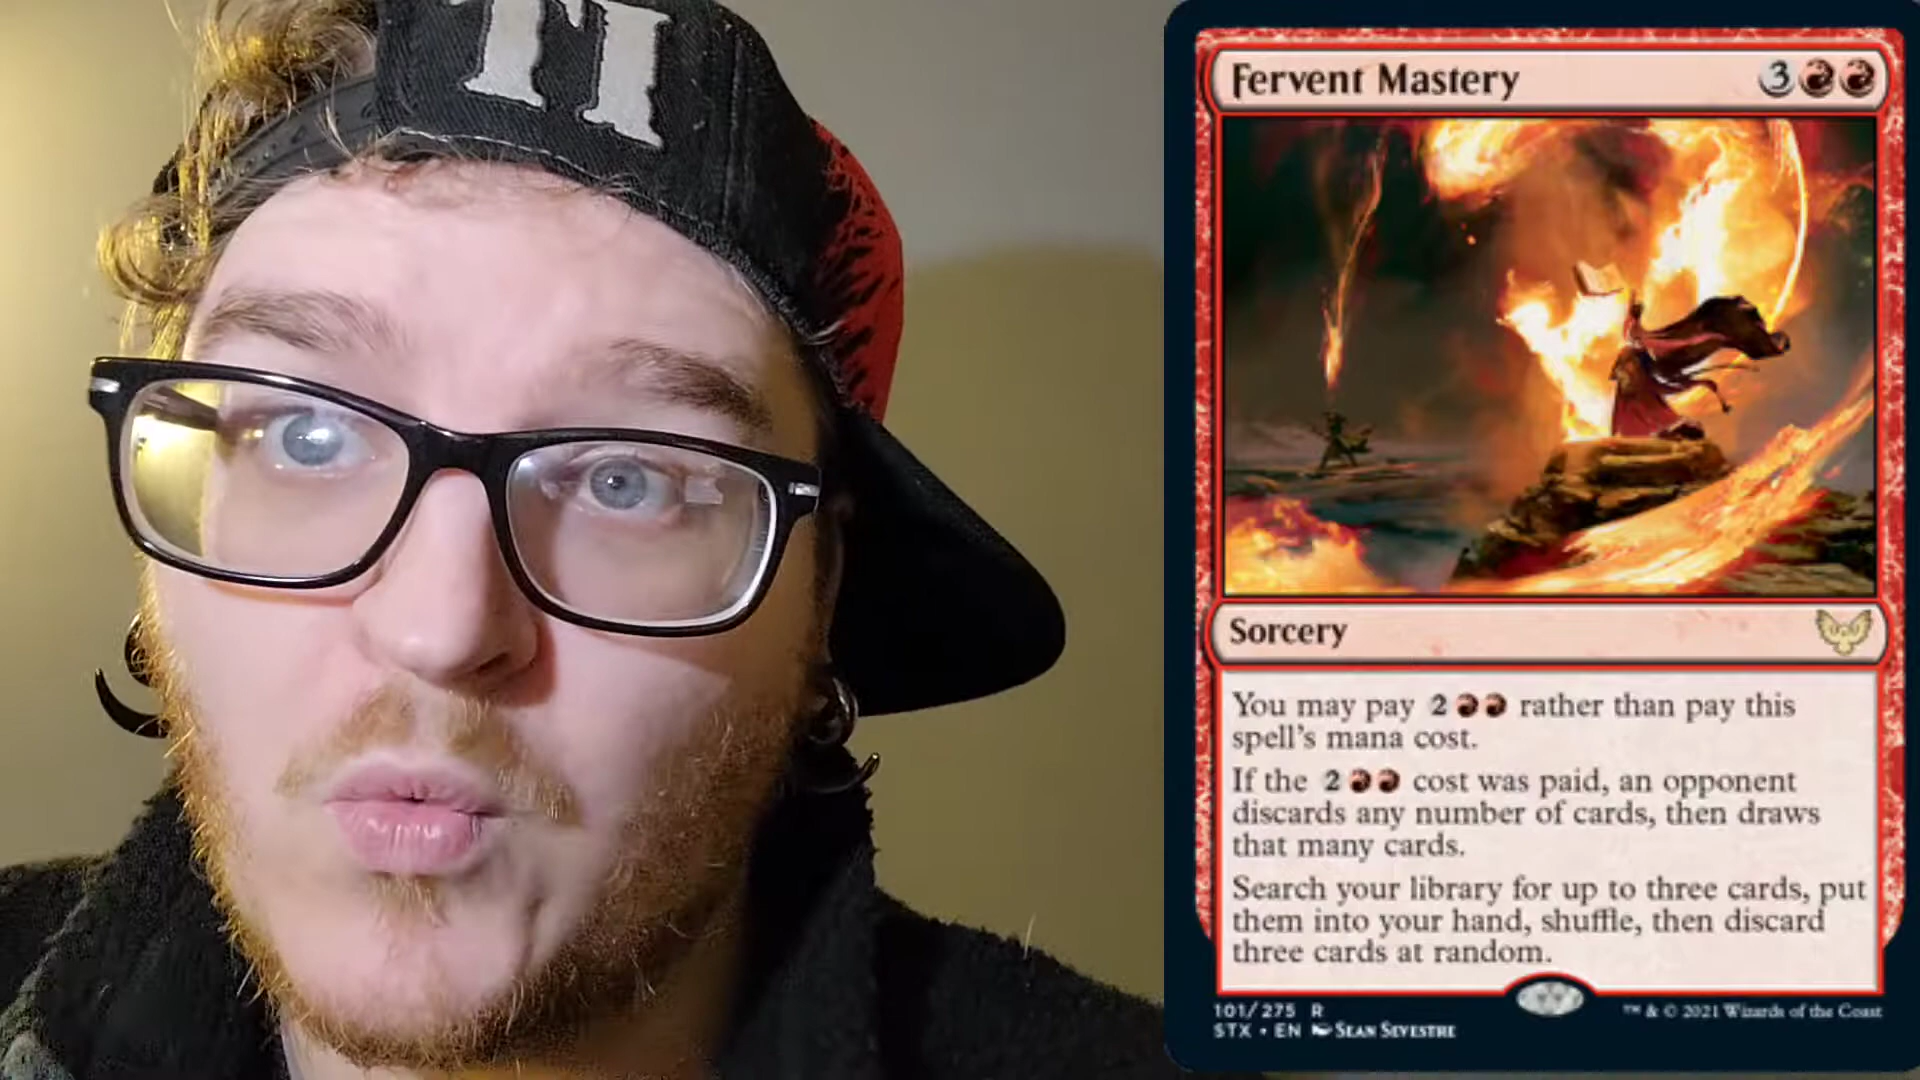 TI
Fervent Mastery 3
Sorcery
You may pay 2 rather than pay this
spell's mana cost.
If the 2 cost was paid, an opponent
discards any number of cards, then draws
that many cards.
Search your library for up to three cards, put
them into your hand, shuffle, then discard
three cards at random.
101/275 R
STX • EN Sean Sevestre
™ & © 2021 Wizards of the Coast